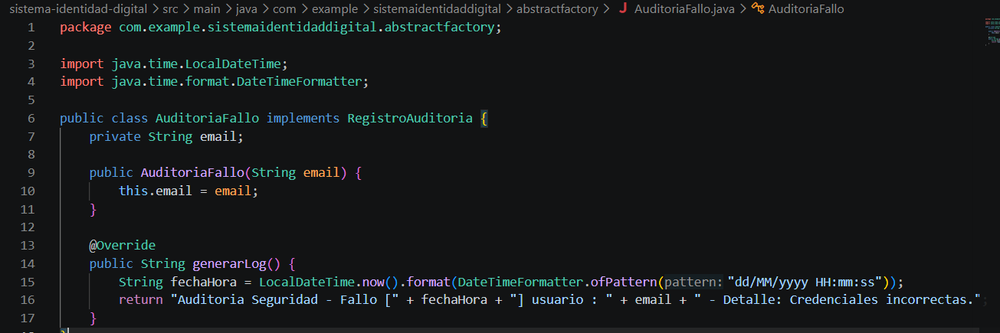 sistema-identidad-digital > src > main > java > com > example > sistemaidentidaddigital > abstractfactory > J AuditoriaFallo.java > AuditoriaFallo
1 package com.example.sistemaidentidaddigital.abstractfactory;
2
3 import java.time.LocalDateTime;
4 import java.time.format.DateTimeFormatter;
5
6 public class AuditoriaFallo implements RegistroAuditoria {
7     private String email;
8
9     public AuditoriaFallo(String email) {
10         this.email = email;
11     }
12
13     @Override
14     public String generarLog() {
15         String fechaHora = LocalDateTime.now().format(DateTimeFormatter.ofPattern(pattern: "dd/MM/yyyy HH:mm:ss"));
16         return "Auditoria Seguridad - Fallo [" + fechaHora + "] usuario : " + email + " - Detalle: Credenciales incorrectas.";
17     }
18 }